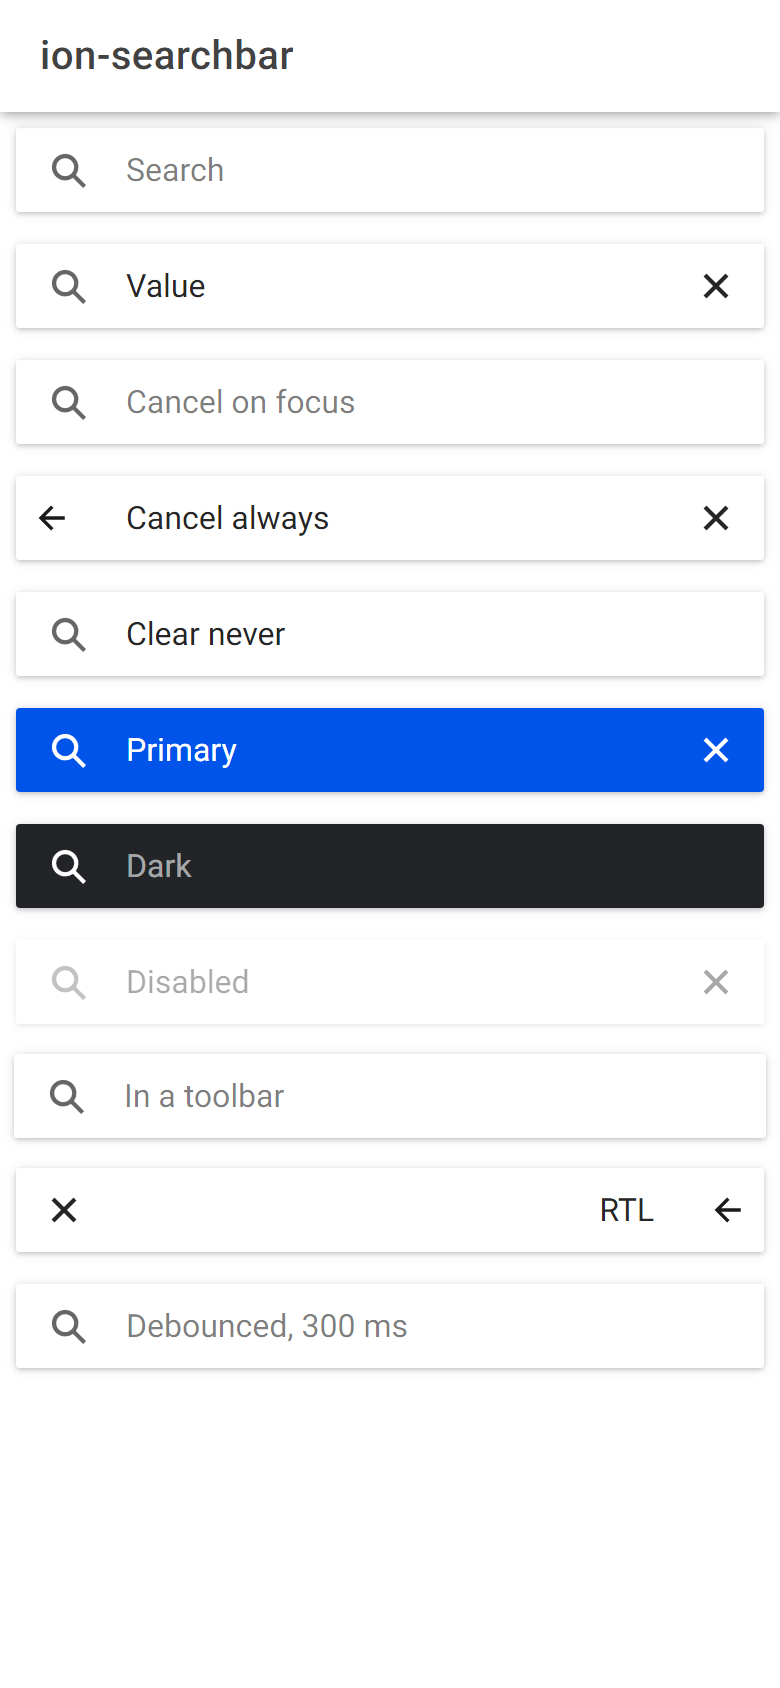 ion-searchbar
Search
Value
Cancel on focus
Cancel always
Clear never
Primary
Dark
Disabled
In a toolbar
RTL
Debounced, 300 ms